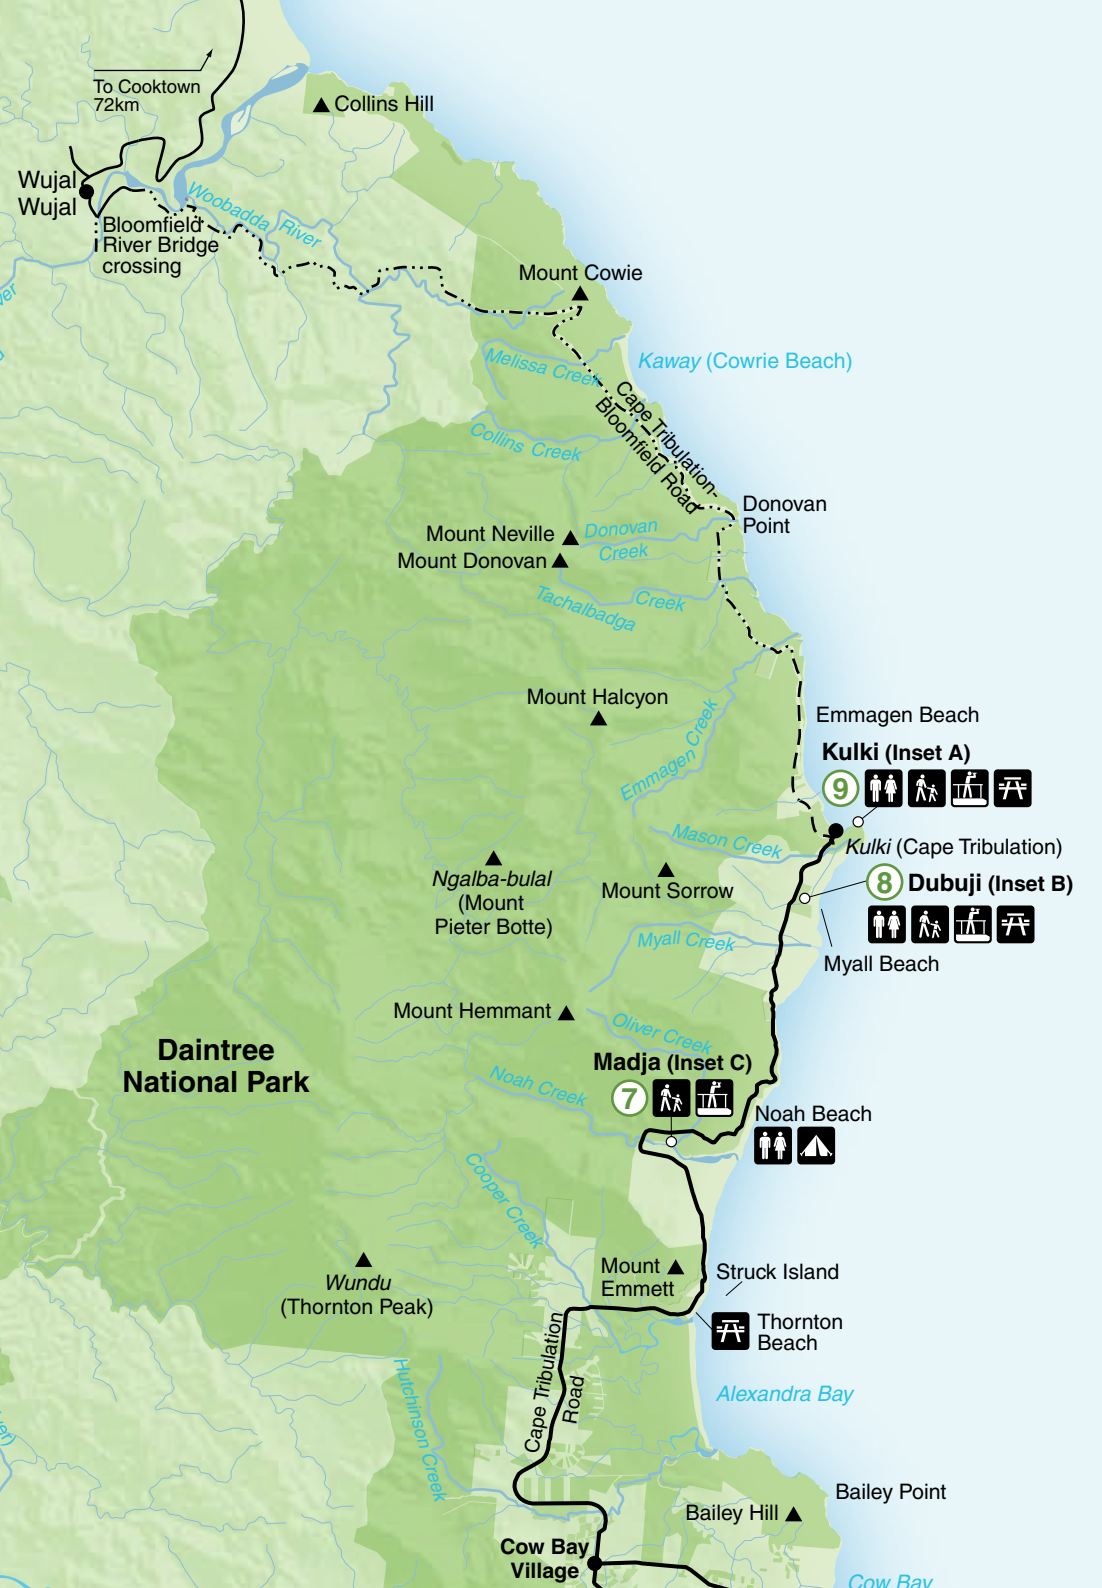 To Cooktown
72km
Collins Hill
Wujal
Wujal
Woobadda River
Bloomfield
River Bridge
crossing
Mount Cowie
Kaway (Cowrie Beach)
Melissa Creek
Cape Tribulation-
Bloomfield Road
Collins Creek
Donovan
Point
Mount Neville
Donovan
Creek
Mount Donovan
Tachalbadga Creek
Mount Halcyon
Emmagen Creek
Emmagen Beach
Kulki (Inset A)
9
Mason Creek
Kulki (Cape Tribulation)
Ngalba-bulal
(Mount
Pieter Botte)
Mount Sorrow
8 Dubuji (Inset B)
Myall Creek
Myall Beach
Mount Hemmant
Oliver Creek
Daintree
National Park
Madja (Inset C)
7
Noah Creek
Noah Beach
Cooper Creek
Wundu
(Thornton Peak)
Mount
Emmett
Struck Island
Thornton
Beach
Cape Tribulation
Road
Hutchinson Creek
Alexandra Bay
Bailey Point
Bailey Hill
Cow Bay
Village
Cow Bay